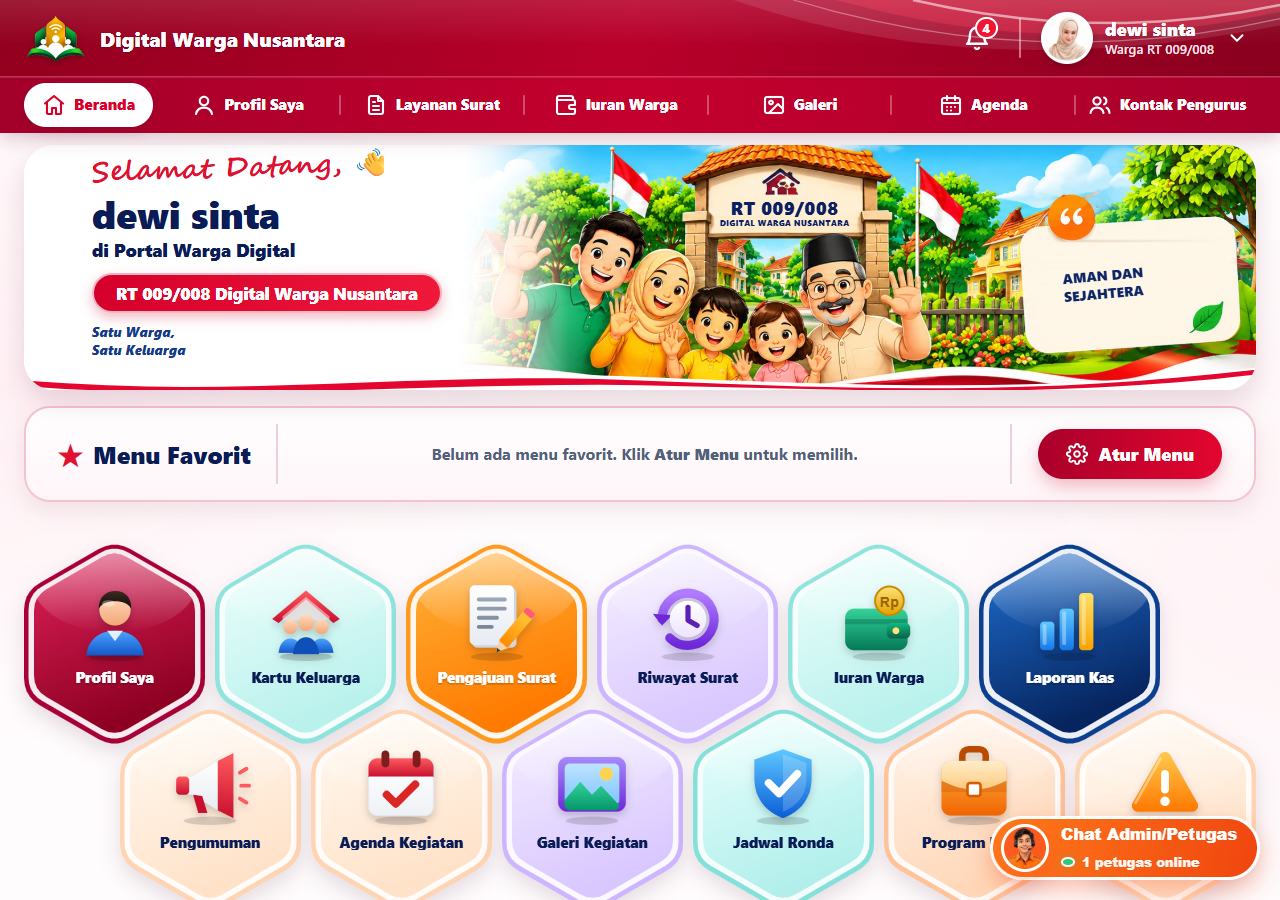 Digital Warga Nusantara
4
dewi sinta
Warga RT 009/008
Beranda
Profil Saya
Layanan Surat
Iuran Warga
Galeri
Agenda
Kontak Pengurus
Selamat Datang,
dewi sinta
di Portal Warga Digital
RT 009/008 Digital Warga Nusantara
Satu Warga,
Satu Keluarga
RT 009/008
DIGITAL WARGA NUSANTARA
AMAN DAN
SEJAHTERA
Menu Favorit
Belum ada menu favorit. Klik Atur Menu untuk memilih.
Atur Menu
Rp
Profil Saya
Kartu Keluarga
Pengajuan Surat
Riwayat Surat
Iuran Warga
Laporan Kas
Pengumuman
Agenda Kegiatan
Galeri Kegiatan
Jadwal Ronda
Program
Chat Admin/Petugas
1 petugas online